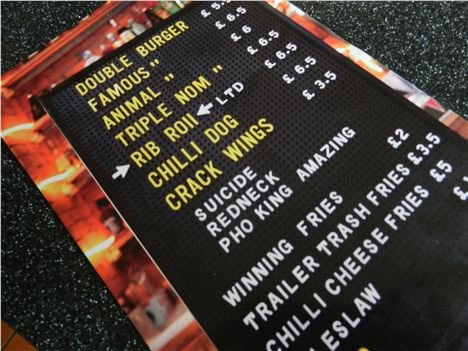 DOUBLE BURGER
FAMOUS " £ 6.5
ANIMAL " £ 6
TRIPLE NOM " £ 6.5
RIB ROII LTD £ 6.5
CHILLI DOG £ 6.5
CRACK WINGS £ 3.5
SUICIDE
REDNECK
PHO KING AMAZING
WINNING FRIES £2
TRAILER TRASH FRIES £3.5
CHILLI CHEESE FRIES £5
LESLAW